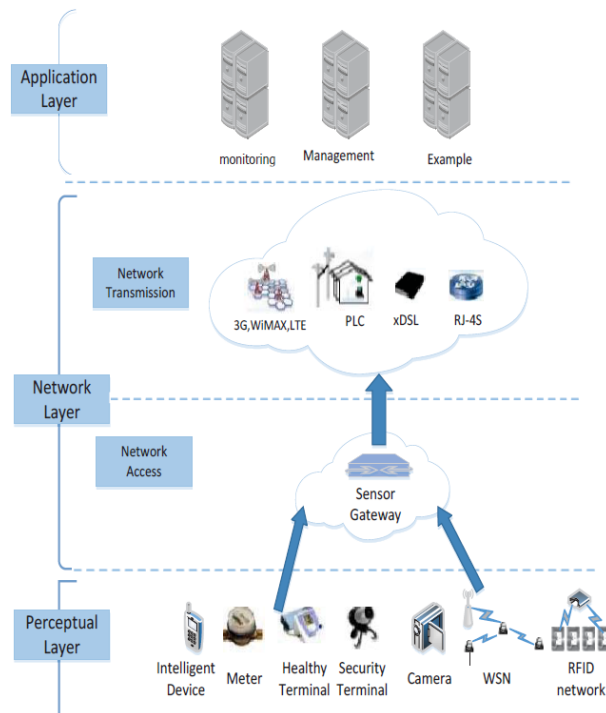 Application
Layer
monitoring
Management
Example
Network
Transmission
3G,WiMAX,LTE
PLC
xDSL
RJ-4S
Network
Layer
Network
Access
Sensor
Gateway
Perceptual
Layer
Intelligent
Device
Meter
Healthy
Terminal
Security
Terminal
Camera
WSN
RFID
network